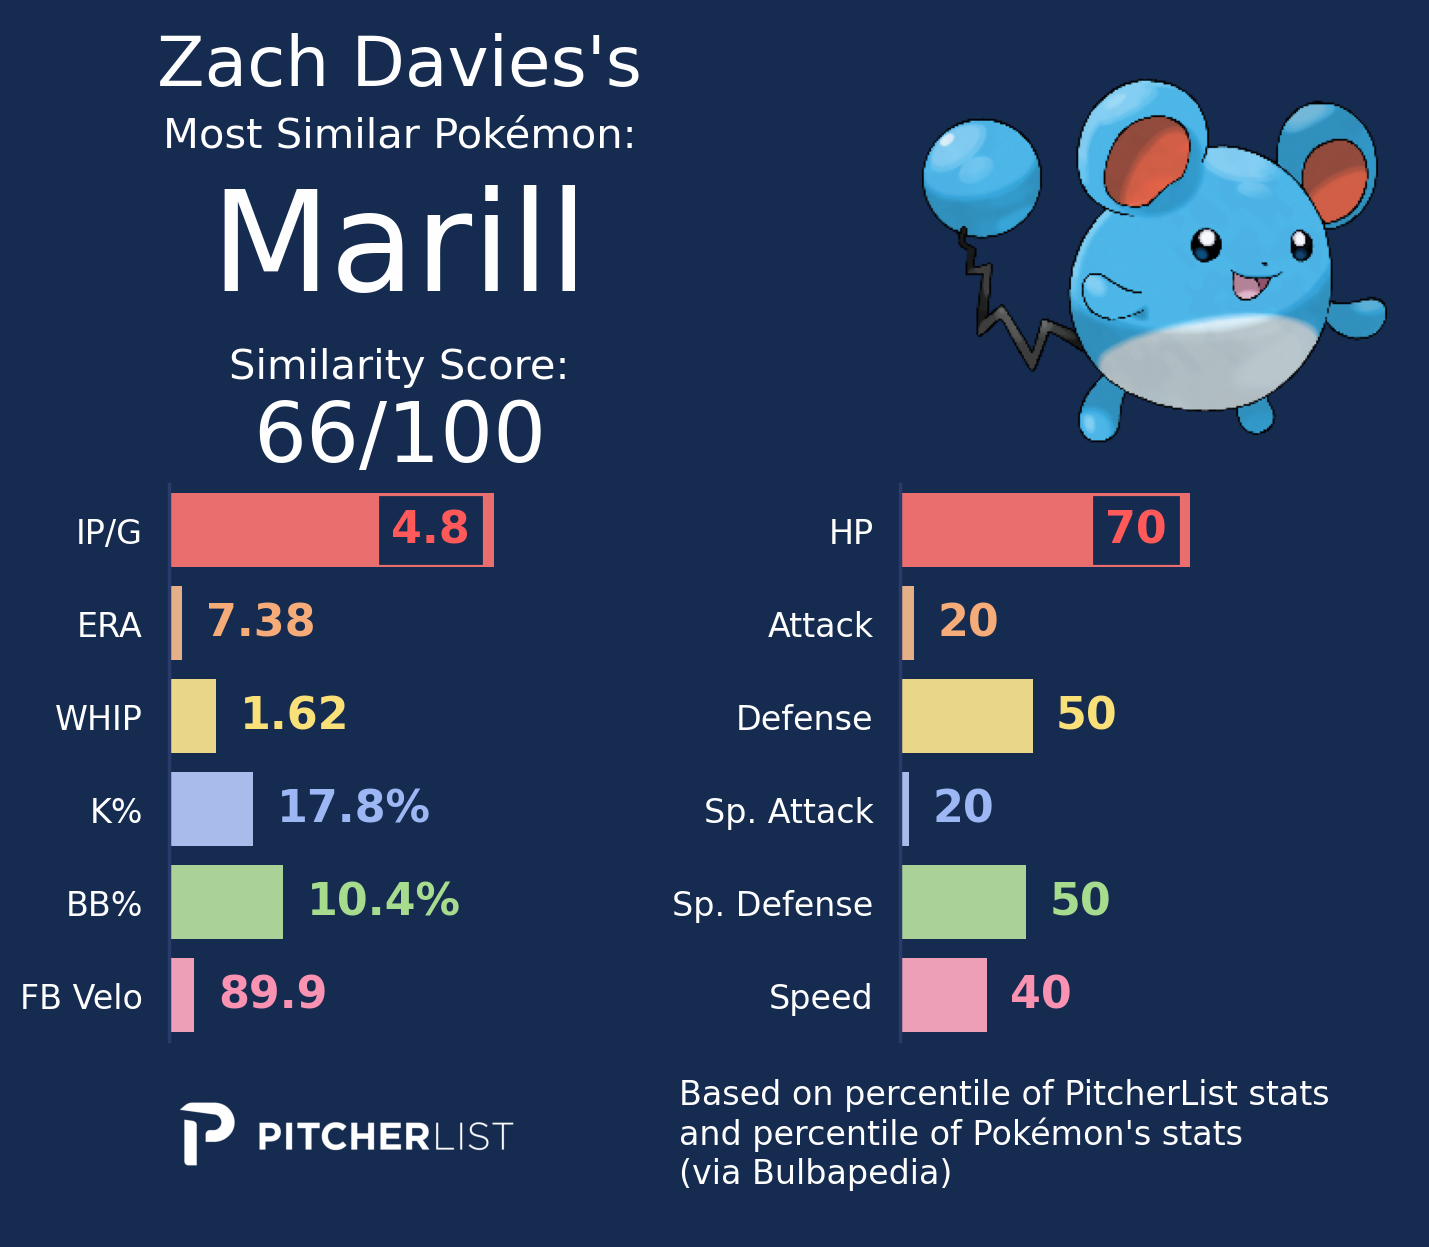 Zach Davies's
Most Similar Pokémon:
Marill
Similarity Score:
66/100
IP/G 4.8
ERA 7.38
WHIP 1.62
K% 17.8%
BB% 10.4%
FB Velo 89.9
HP 70
Attack 20
Defense 50
Sp. Attack 20
Sp. Defense 50
Speed 40
PITCHERLIST
Based on percentile of PitcherList stats
and percentile of Pokémon's stats
(via Bulbapedia)